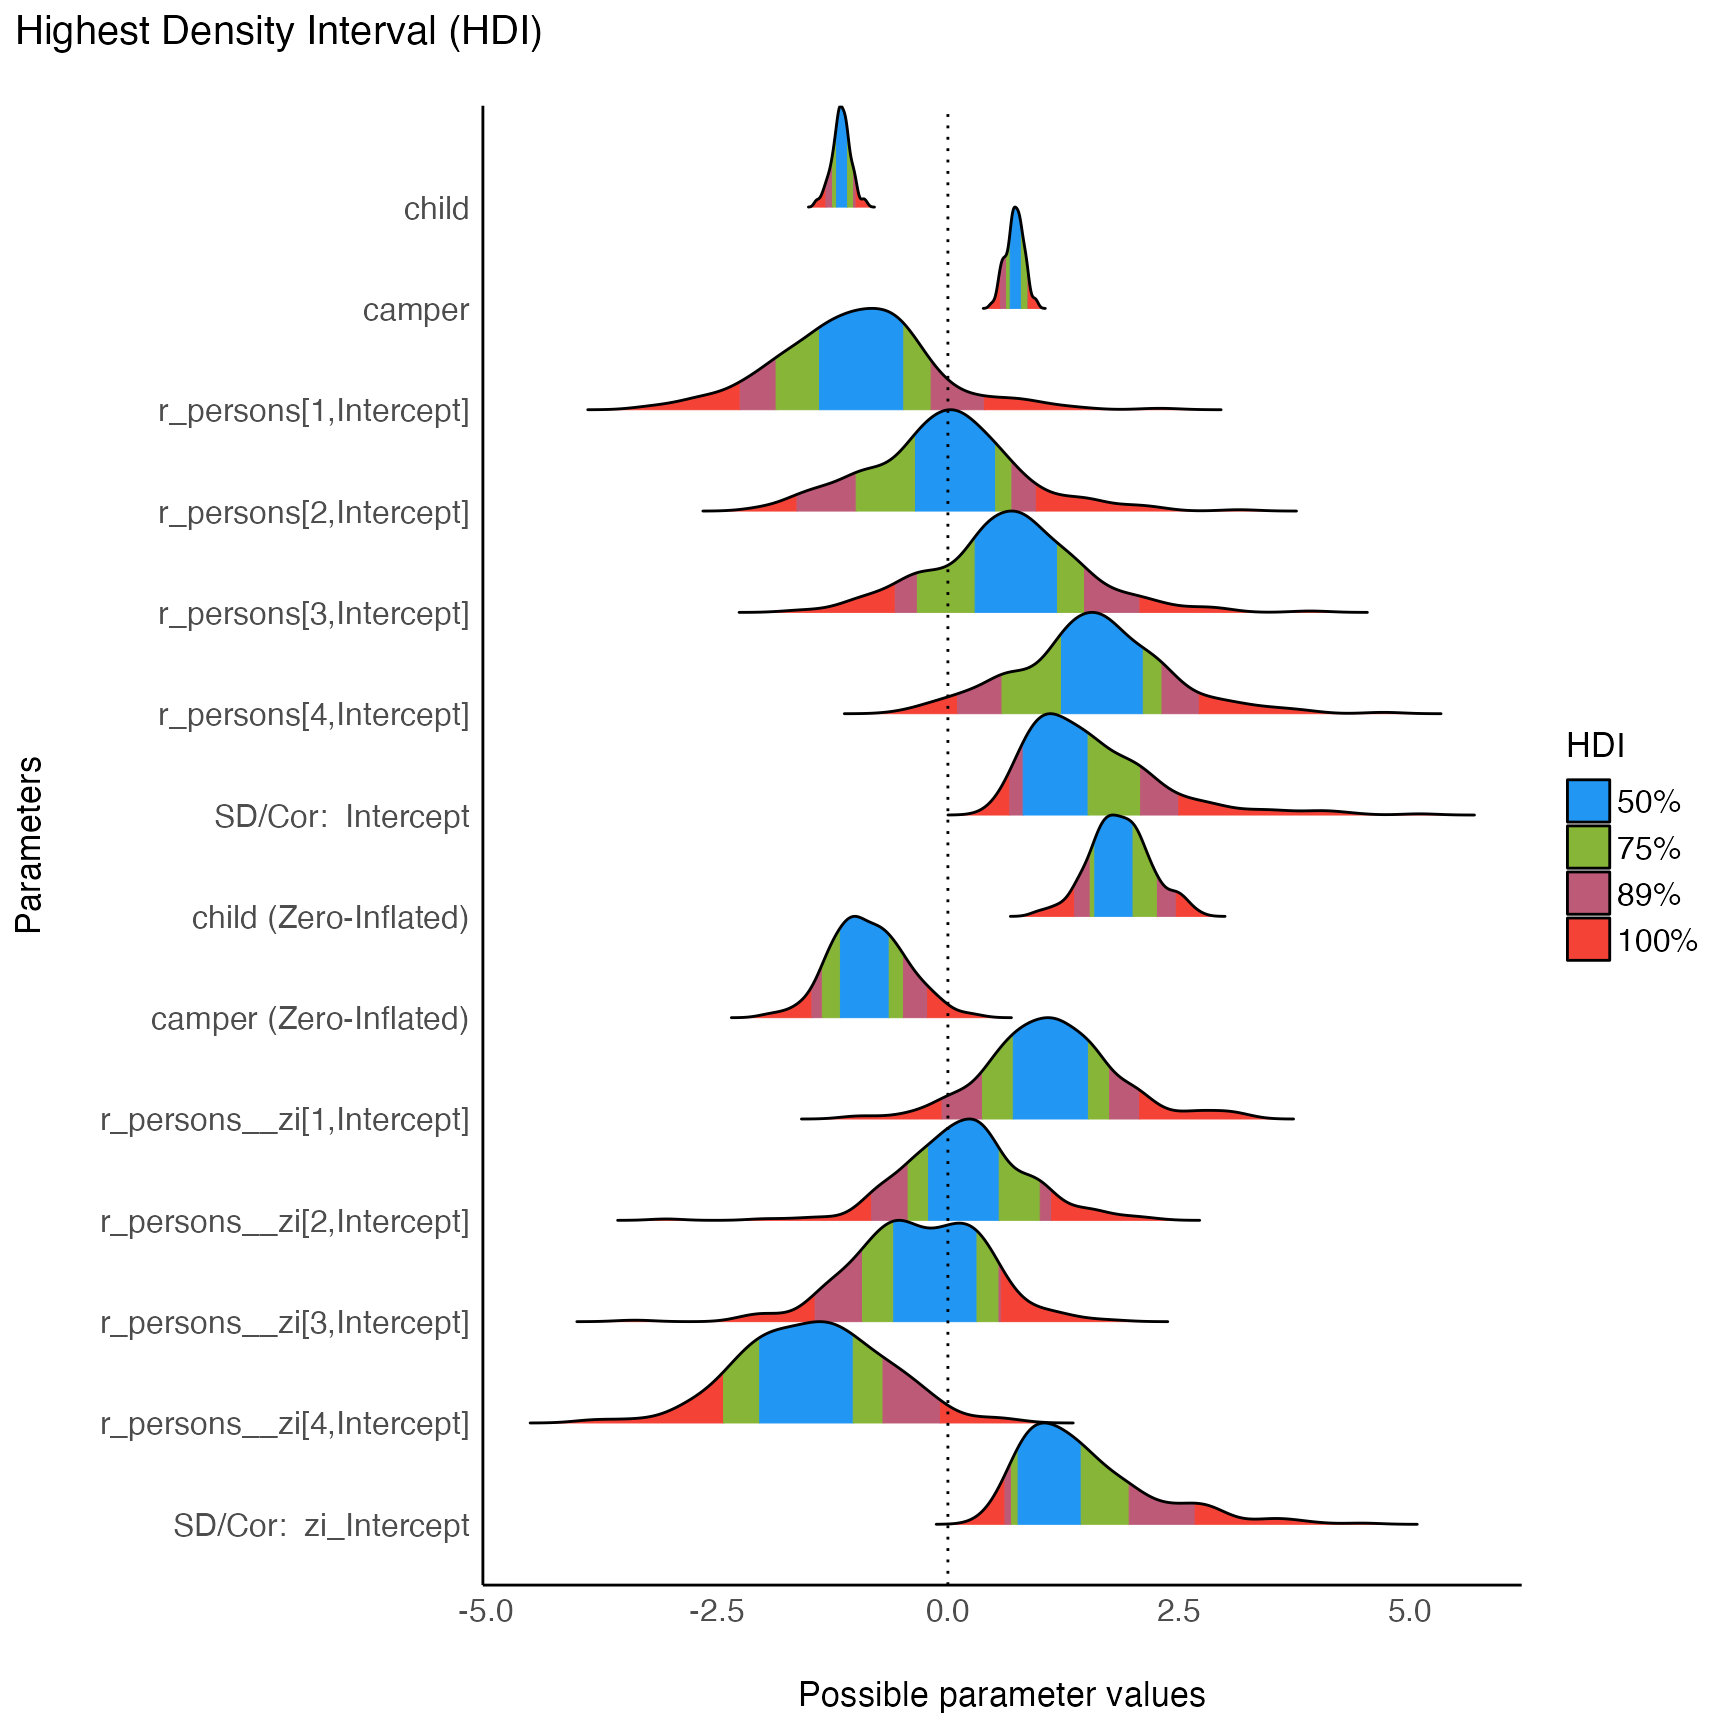 Highest Density Interval (HDI)
child
camper
r_persons[1,Intercept]
r_persons[2,Intercept]
r_persons[3,Intercept]
r_persons[4,Intercept]
SD/Cor:  Intercept
child (Zero-Inflated)
camper (Zero-Inflated)
r_persons__zi[1,Intercept]
r_persons__zi[2,Intercept]
r_persons__zi[3,Intercept]
r_persons__zi[4,Intercept]
SD/Cor:  zi_Intercept
Parameters
-5.0
-2.5
0.0
2.5
5.0
Possible parameter values
HDI
50%
75%
89%
100%